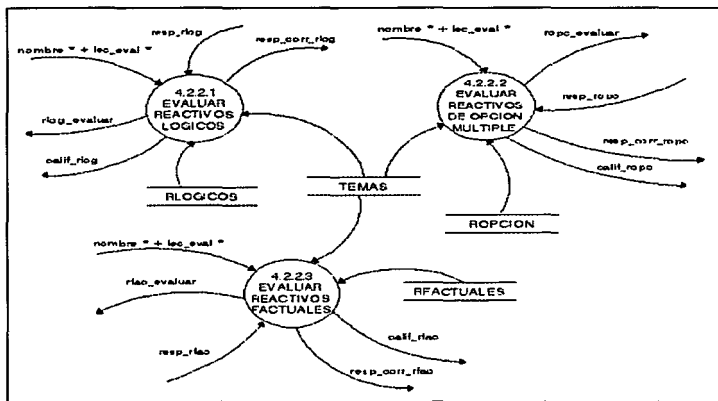 resp_rlog
nombre * + lec_eval *
resp_corr_rlog
4.2.2.1
EVALUAR
REACTIVOS
LOGICOS
rlog_evaluar
calif_rlog
RLOGICOS
nombre * + lec_eval *
ropc_evaluar
4.2.2.2
EVALUAR
REACTIVOS
DE OPCION
MULTIPLE
resp_ropc
resp_corr_ropc
calif_ropc
TEMAS
ROPCION
nombre * + lec_eval *
4.2.2.3
EVALUAR
REACTIVOS
FACTUALES
rfac_evaluar
RFACTUALES
resp_rfac
calif_rfac
resp_corr_rfac